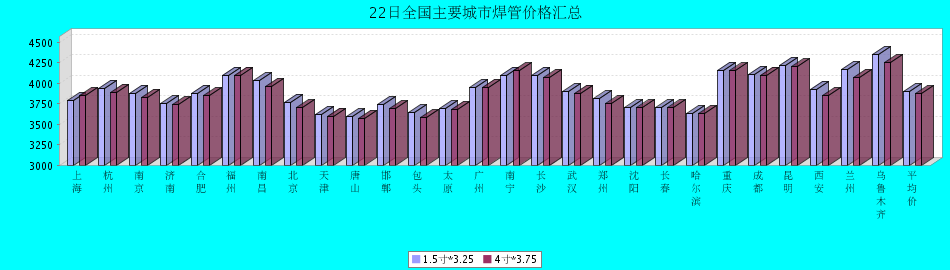 22日全国主要城市焊管价格汇总
4500
4250
4000
3750
3500
3250
3000
上海
杭州
南京
济南
合肥
福州
南昌
北京
天津
唐山
邯郸
包头
太原
广州
南宁
长沙
武汉
郑州
沈阳
长春
哈尔滨
重庆
成都
昆明
西安
兰州
乌鲁木齐
平均价
1.5寸*3.25
4寸*3.75